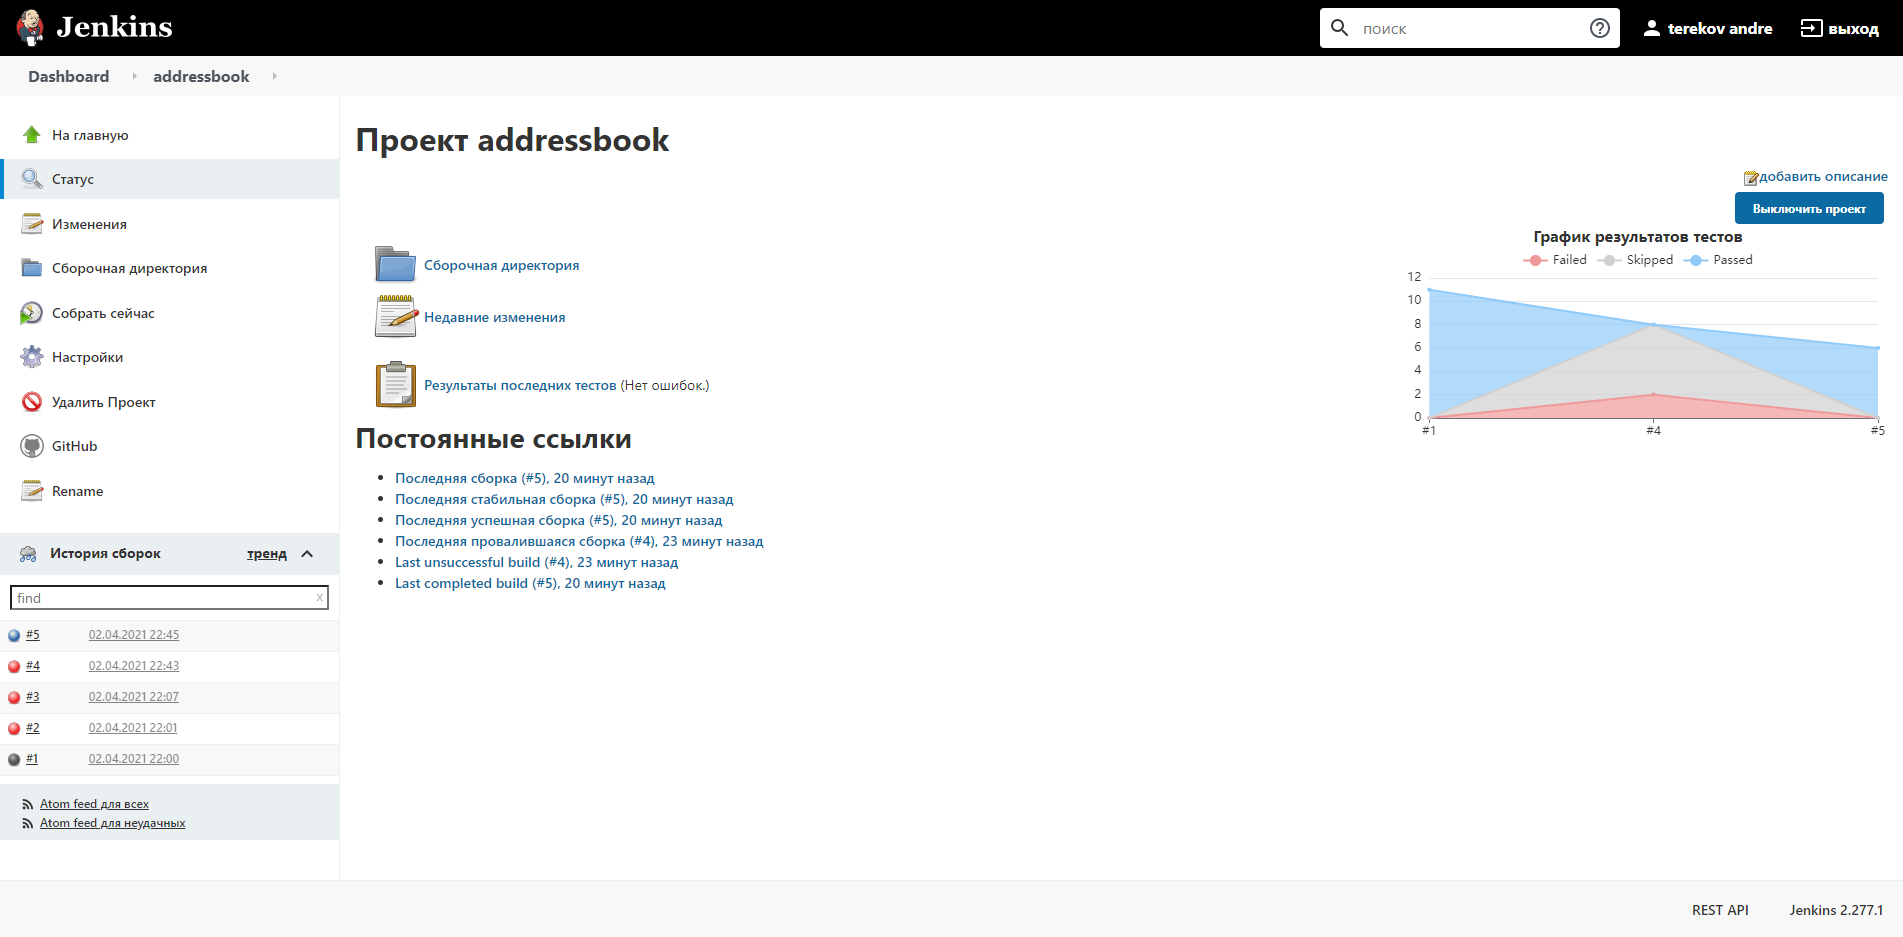 Jenkins
поиск
terekov andre
выход
Dashboard
addressbook
На главную
Статус
Изменения
Сборочная директория
Собрать сейчас
Настройки
Удалить Проект
GitHub
Rename
История сборок
тренд
find
x
#5 02.04.2021 22:45
#4 02.04.2021 22:43
#3 02.04.2021 22:07
#2 02.04.2021 22:01
#1 02.04.2021 22:00
Atom feed для всех
Atom feed для неудачных
Проект addressbook
добавить описание
Выключить проект
Сборочная директория
Недавние изменения
Результаты последних тестов (Нет ошибок.)
График результатов тестов
Failed Skipped Passed
12
10
8
6
4
2
0
#1 #4 #5
Постоянные ссылки
Последняя сборка (#5), 20 минут назад
Последняя стабильная сборка (#5), 20 минут назад
Последняя успешная сборка (#5), 20 минут назад
Последняя провалившаяся сборка (#4), 23 минут назад
Last unsuccessful build (#4), 23 минут назад
Last completed build (#5), 20 минут назад
REST API
Jenkins 2.277.1